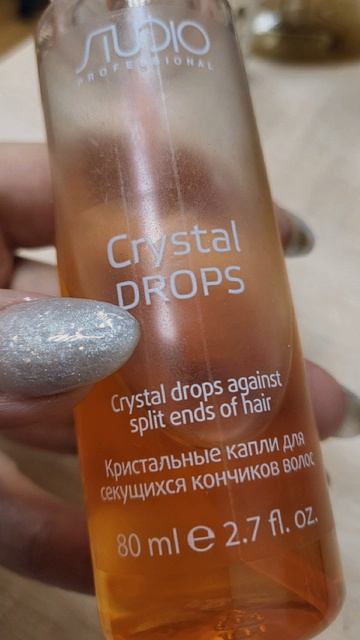 STUDIO
PROFESSIONAL
Crystal
DROPS
Crystal drops against
split ends of hair
Кристальные капли для
секущихся кончиков волос
80 ml e 2.7 fl. oz.